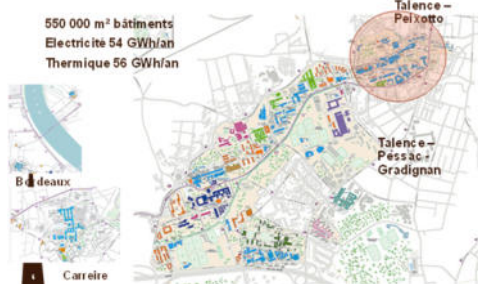 550 000 m² bâtiments
Electricité 54 GWh/an
Thermique 56 GWh/an
Talence –
Peixotto
Talence –
Pessac -
Gradignan
Bordeaux
Carreire